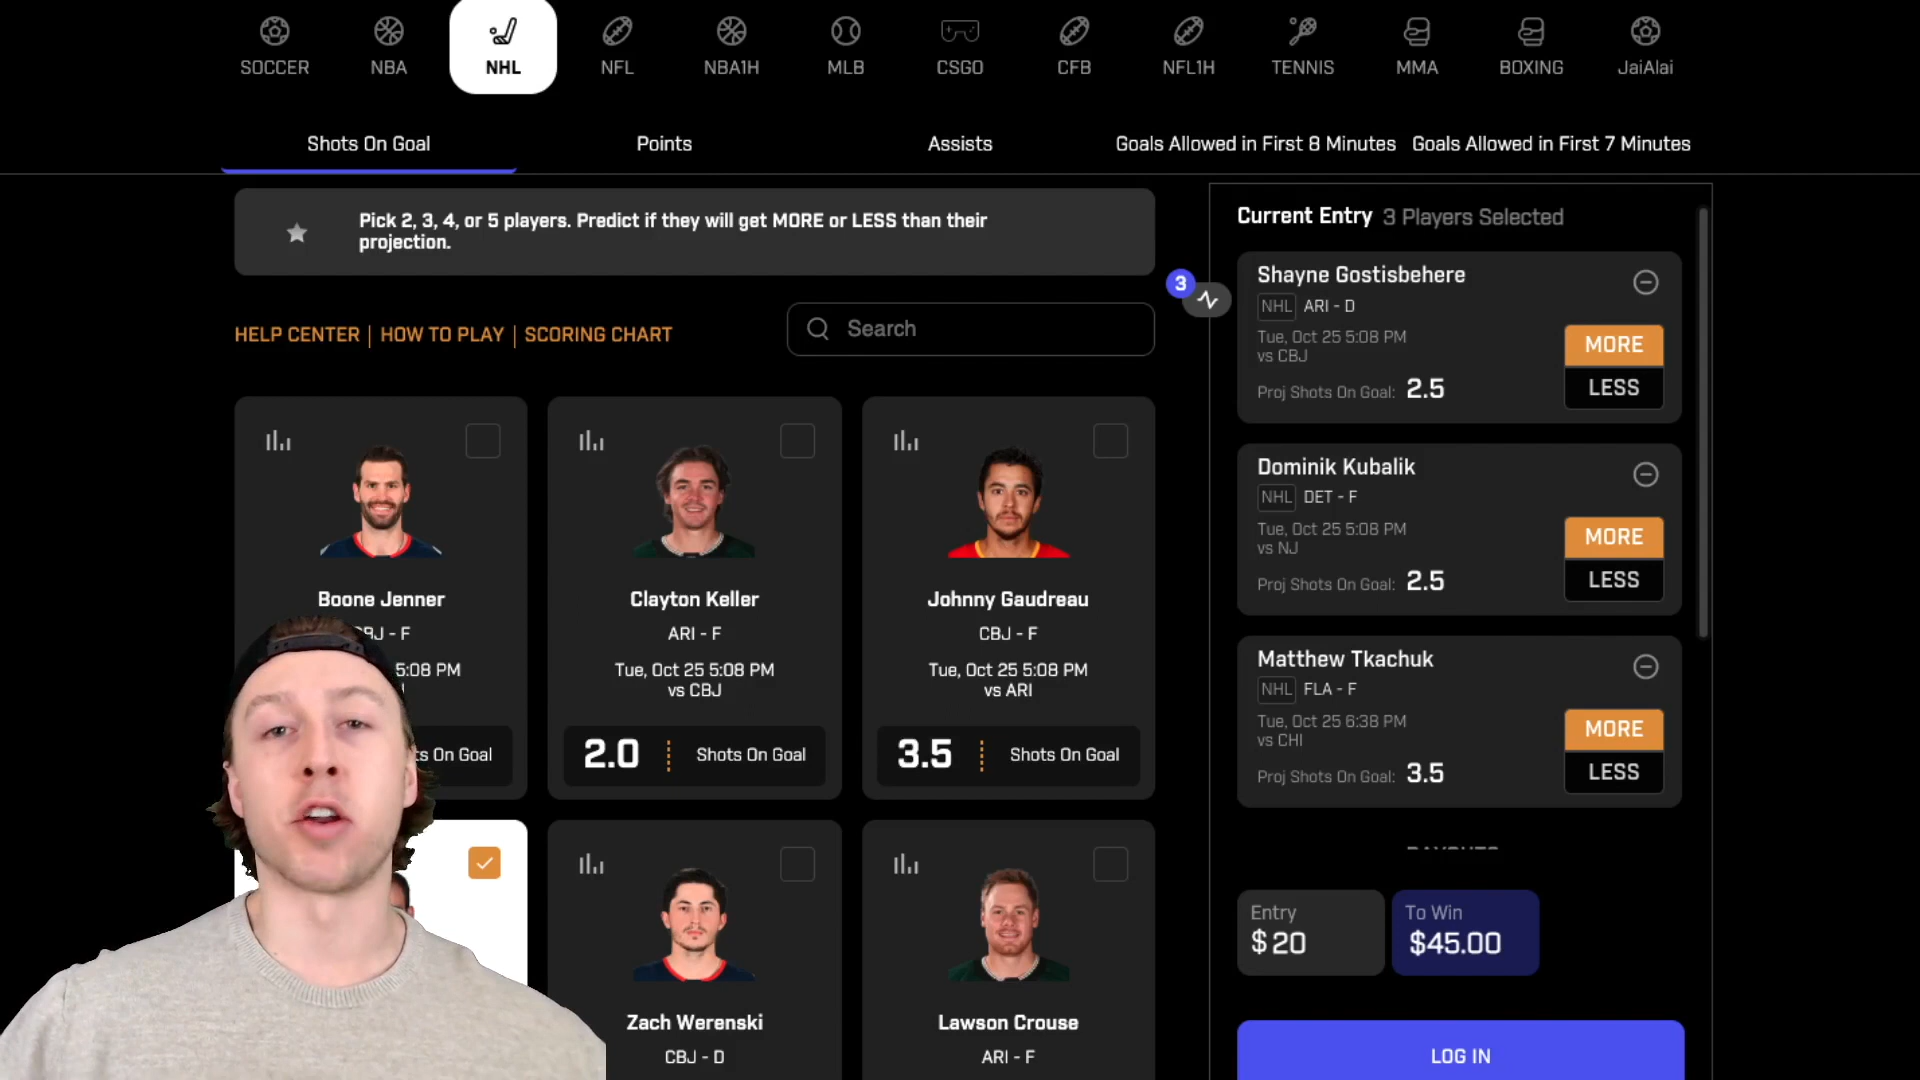 SOCCER
NBA
NHL
NFL
NBA1H
MLB
CSGO
CFB
NFL1H
TENNIS
MMA
BOXING
JaiAlai
Shots On Goal
Points
Assists
Goals Allowed in First 8 Minutes
Goals Allowed in First 7 Minutes
Pick 2, 3, 4, or 5 players. Predict if they will get MORE or LESS than their
projection.
HELP CENTER | HOW TO PLAY | SCORING CHART
Search
Boone Jenner
BJ - F
5:08 PM
ts On Goal
Clayton Keller
ARI - F
Tue, Oct 25 5:08 PM
vs CBJ
2.0 Shots On Goal
Johnny Gaudreau
CBJ - F
Tue, Oct 25 5:08 PM
vs ARI
3.5 Shots On Goal
Zach Werenski
CBJ - D
Lawson Crouse
ARI - F
3
Current Entry 3 Players Selected
Shayne Gostisbehere
NHL ARI - D
Tue, Oct 25 5:08 PM
vs CBJ
Proj Shots On Goal: 2.5
MORE
LESS
Dominik Kubalik
NHL DET - F
Tue, Oct 25 5:08 PM
vs NJ
Proj Shots On Goal: 2.5
MORE
LESS
Matthew Tkachuk
NHL FLA - F
Tue, Oct 25 6:38 PM
vs CHI
Proj Shots On Goal: 3.5
MORE
LESS
Entry
$20
To Win
$45.00
LOG IN